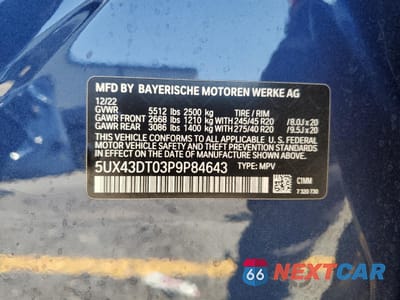 MFD BY BAYERISCHE MOTOREN WERKE AG
12/22
GVWR 5512 lbs 2500 kg TIRE / RIM
GAWR FRONT 2668 lbs 1210 kg WITH 245/45 R20 / 8.0J x 20
GAWR REAR 3086 lbs 1400 kg WITH 275/40 R20 / 9.5J x 20
THIS VEHICLE CONFORMS TO ALL APPLICABLE U.S. FEDERAL
MOTOR VEHICLE SAFETY STANDARDS IN EFFECT ON
THE DATE OF MANUFACTURE SHOWN ABOVE.
5UX43DT03P9P84643 TYPE: MPV
C1MM
7 320 730
66 NEXTCAR